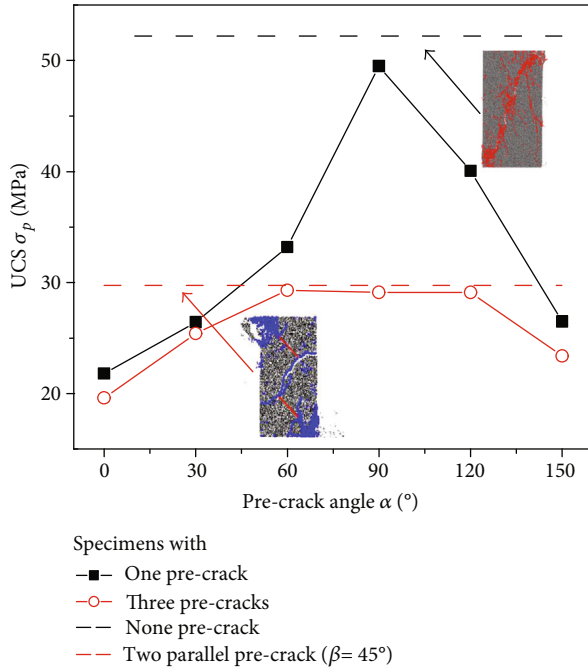 50
40
30
20
UCS σp (MPa)
0 30 60 90 120 150
Pre-crack angle α (°)
Specimens with
One pre-crack
Three pre-cracks
None pre-crack
Two parallel pre-crack (β= 45°)